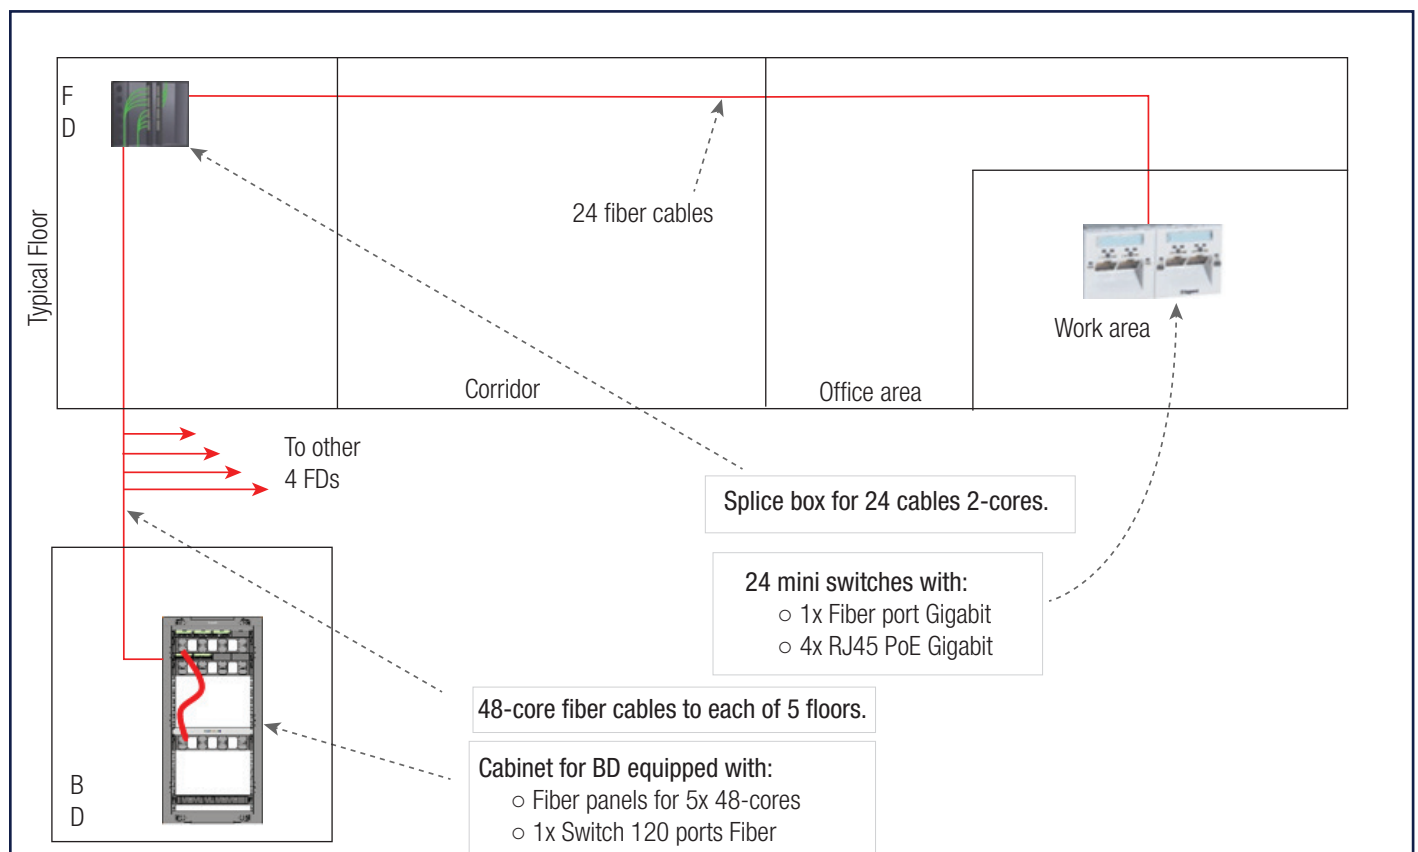 F
D
Typical Floor
24 fiber cables
Work area
Corridor
Office area
To other
4 FDs
Splice box for 24 cables 2-cores.
24 mini switches with:
○ 1x Fiber port Gigabit
○ 4x RJ45 PoE Gigabit
48-core fiber cables to each of 5 floors.
Cabinet for BD equipped with:
○ Fiber panels for 5x 48-cores
○ 1x Switch 120 ports Fiber
B
D